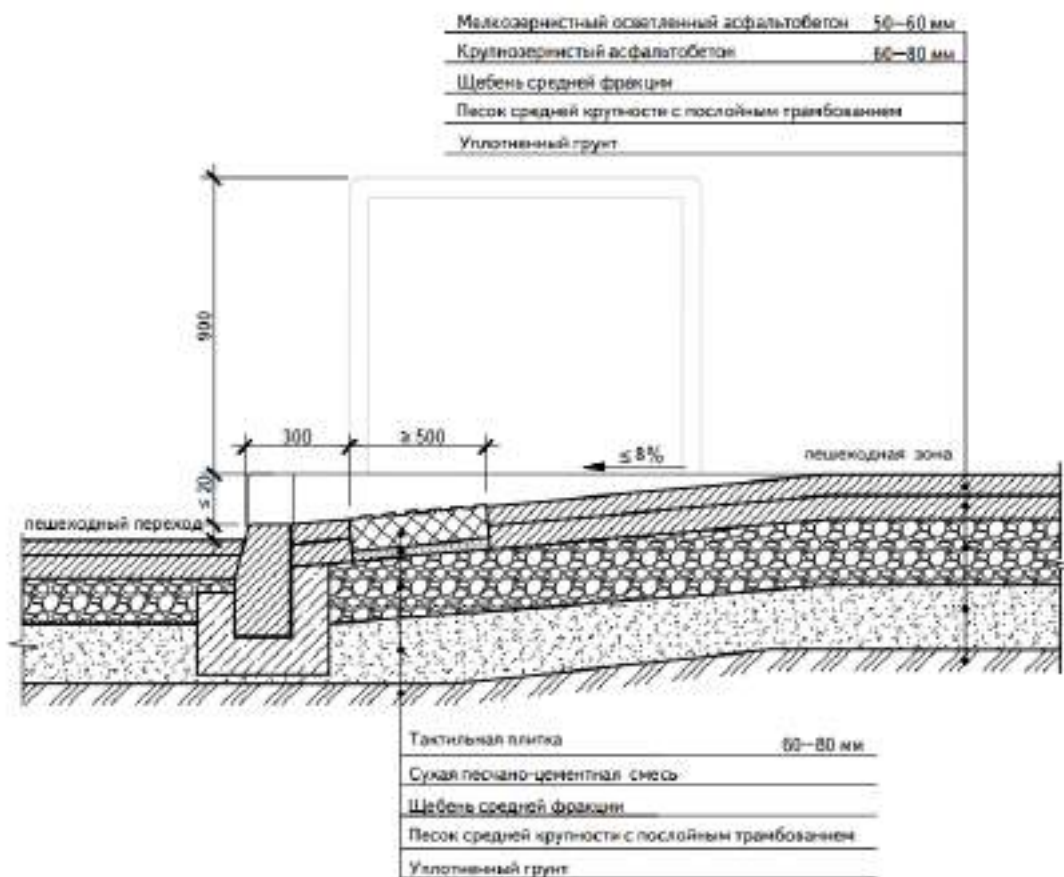 Мелкозернистый осветленный асфальтобетон 50—60 мм
Крупнозернистый асфальтобетон 60—80 мм
Щебень средней фракции
Песок средней крупности с послойным трамбованием
Уплотненный грунт
900
300
≥ 500
≤ 8%
пешеходная зона
≤ 20
пешеходный переход
Тактильная плитка 60—80 мм
Сухая песчано-цементная смесь
Щебень средней фракции
Песок средней крупности с послойным трамбованием
Уплотненный грунт